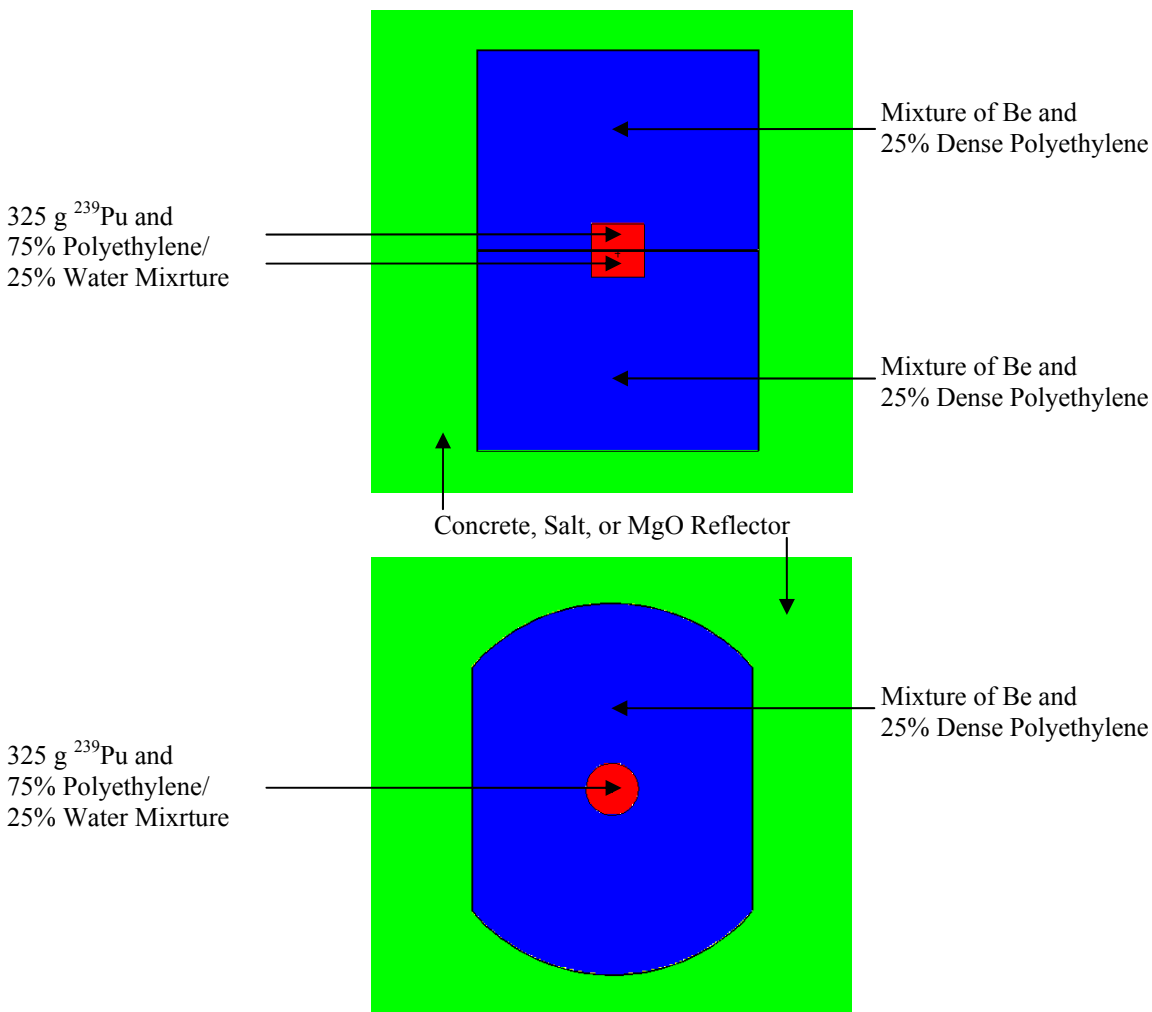 Mixture of Be and
25% Dense Polyethylene
325 g ²³⁹Pu and
75% Polyethylene/
25% Water Mixrture
Mixture of Be and
25% Dense Polyethylene
Concrete, Salt, or MgO Reflector
Mixture of Be and
25% Dense Polyethylene
325 g ²³⁹Pu and
75% Polyethylene/
25% Water Mixrture